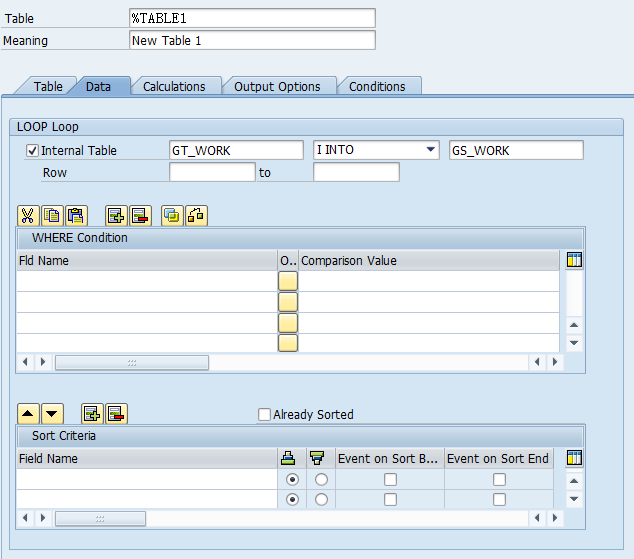 Table %TABLE1
Meaning New Table 1
Table Data Calculations Output Options Conditions
LOOP Loop
Internal Table GT_WORK I INTO GS_WORK
Row to
WHERE Condition
Fld Name O.. Comparison Value
Already Sorted
Sort Criteria
Field Name Event on Sort B... Event on Sort End